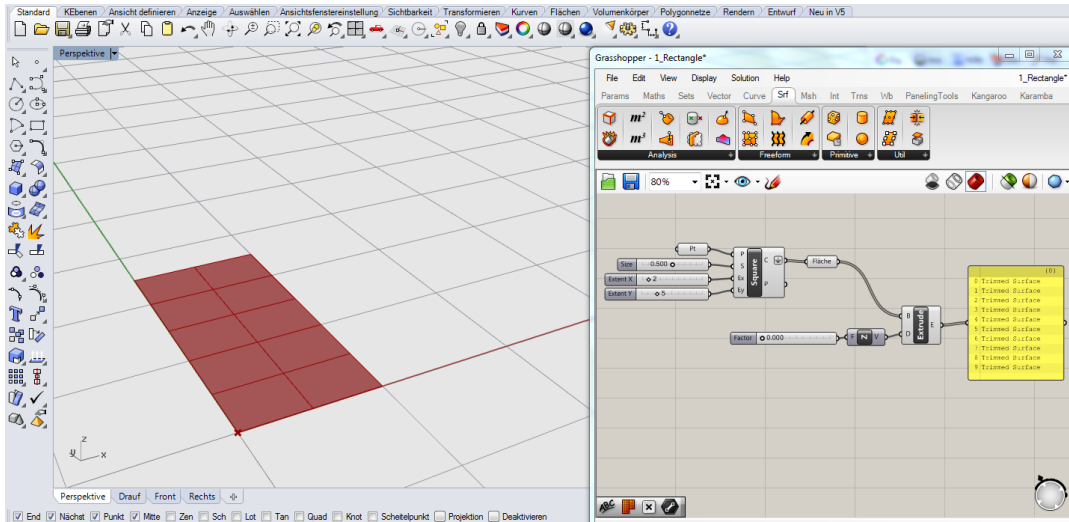 Standard KEbenen Ansicht definieren Anzeige Auswählen Ansichtsfenstereinstellung Sichtbarkeit Transformieren Kurven Flächen Volumenkörper Polygonnetze Rendern Entwurf Neu in V5
Perspektive
z
y x
Perspektive Drauf Front Rechts
End Nächst Punkt Mitte Zen Sch Lot Tan Quad Knot Scheitelpunkt Projektion Deaktivieren
Grasshopper - 1_Rectangle*
File Edit View Display Solution Help 1_Rectangle*
Params Maths Sets Vector Curve Srf Msh Int Trns Wb PanelingTools Kangaroo Karamba
m²
m³
Analysis Freeform Primitive Util
80%
Pt
Size 0.500
Extent X 2
Extent Y 5
P
S
Ex
Ey
Square
C
P
Fläche
Factor 0.000
F Z V
B
D
Extrude
E
{0}
0 Trimmed Surface
1 Trimmed Surface
2 Trimmed Surface
3 Trimmed Surface
4 Trimmed Surface
5 Trimmed Surface
6 Trimmed Surface
7 Trimmed Surface
8 Trimmed Surface
9 Trimmed Surface
ABC